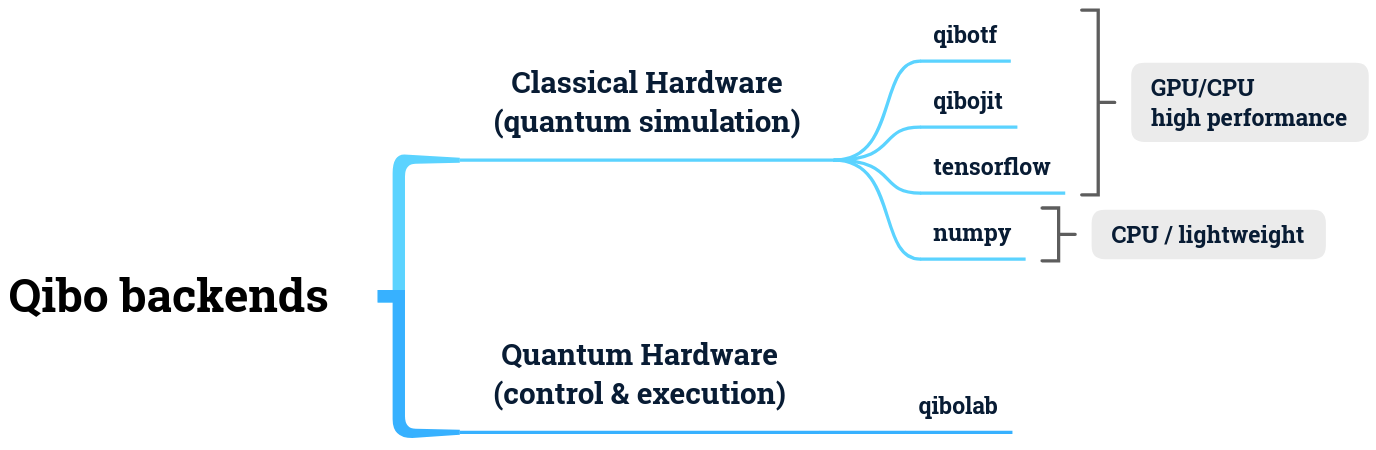 Qibo backends
Classical Hardware
(quantum simulation)
qibotf
qibojit
tensorflow
GPU/CPU
high performance
numpy
CPU / lightweight
Quantum Hardware
(control & execution)
qibolab